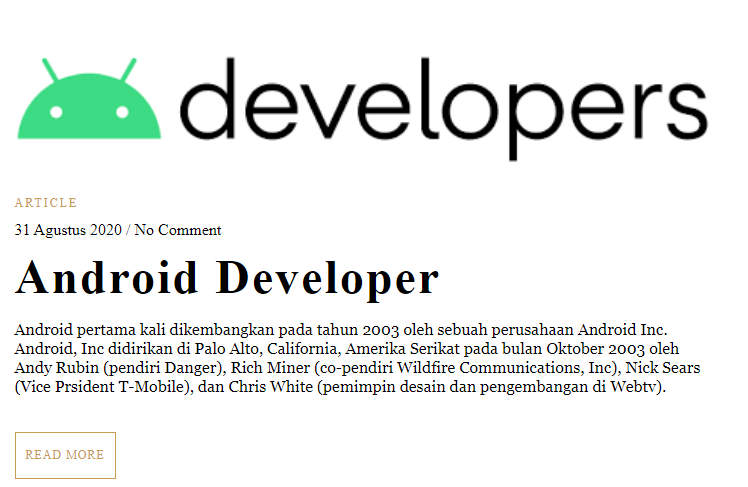 developers
ARTICLE
31 Agustus 2020 / No Comment
Android Developer
Android pertama kali dikembangkan pada tahun 2003 oleh sebuah perusahaan Android Inc.
Android, Inc didirikan di Palo Alto, California, Amerika Serikat pada bulan Oktober 2003 oleh
Andy Rubin (pendiri Danger), Rich Miner (co-pendiri Wildfire Communications, Inc), Nick Sears
(Vice Prsident T-Mobile), dan Chris White (pemimpin desain dan pengembangan di Webtv).
READ MORE